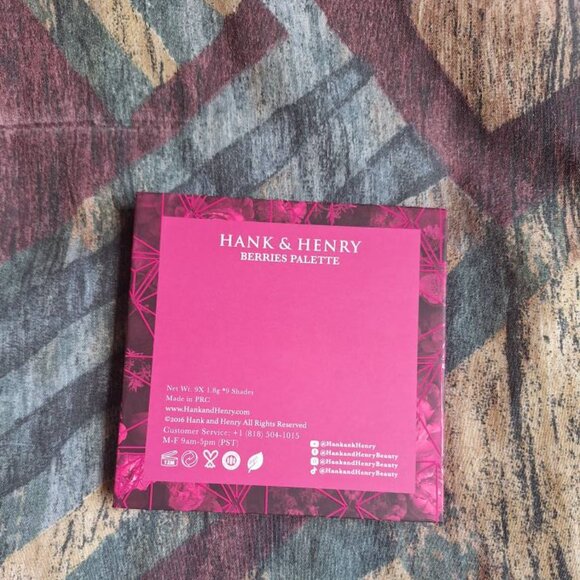 HANK & HENRY
BERRIES PALETTE
Net Wt. 9X-1.8g *9 Shades
Made in PRC
www.HankandHenry.com
©2016 Hank and Henry All Rights Reserved
Customer Service: +1 (818) 504-1015
M-F 9am-5pm (PST)
@HankankHenry
@HankandHenryBeauty
@HankandHenryBeauty
@HankandHenryBeauty